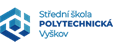 Střední škola
POLYTECHNICKÁ
Vyškov